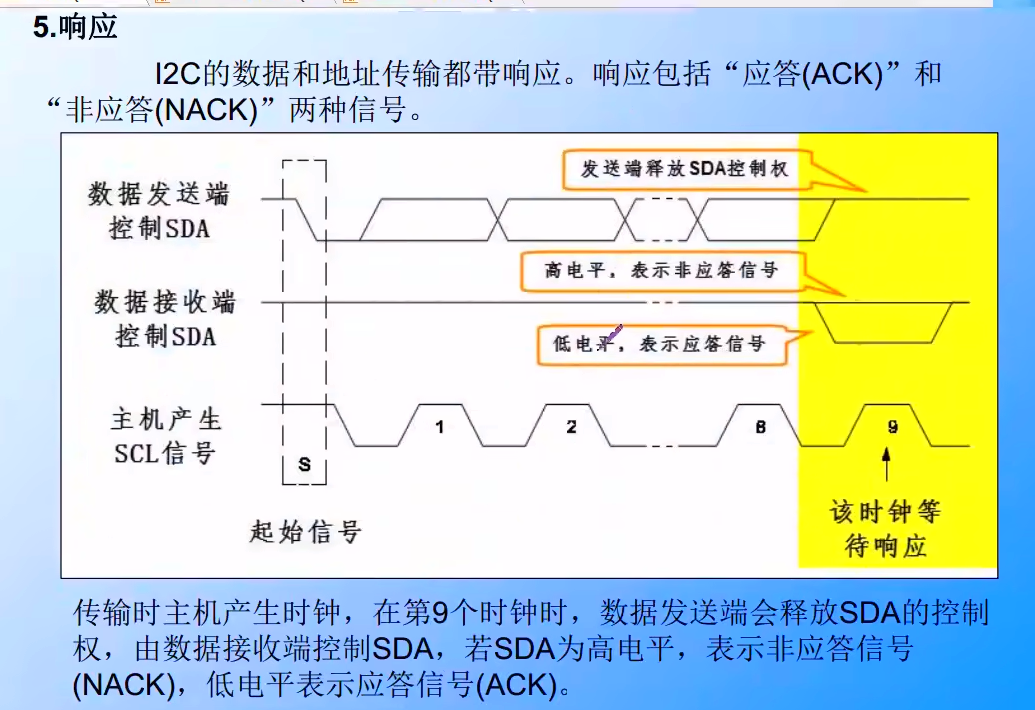 5.响应
I2C的数据和地址传输都带响应。响应包括“应答(ACK)”和
“非应答(NACK)”两种信号。
发送端释放SDA控制权
数据发送端
控制SDA
高电平，表示非应答信号
数据接收端
控制SDA
低电平，表示应答信号
主机产生
SCL信号
1
2
8
9
S
起始信号
该时钟等
待响应
传输时主机产生时钟，在第9个时钟时，数据发送端会释放SDA的控制
权，由数据接收端控制SDA，若SDA为高电平，表示非应答信号
(NACK)，低电平表示应答信号(ACK)。